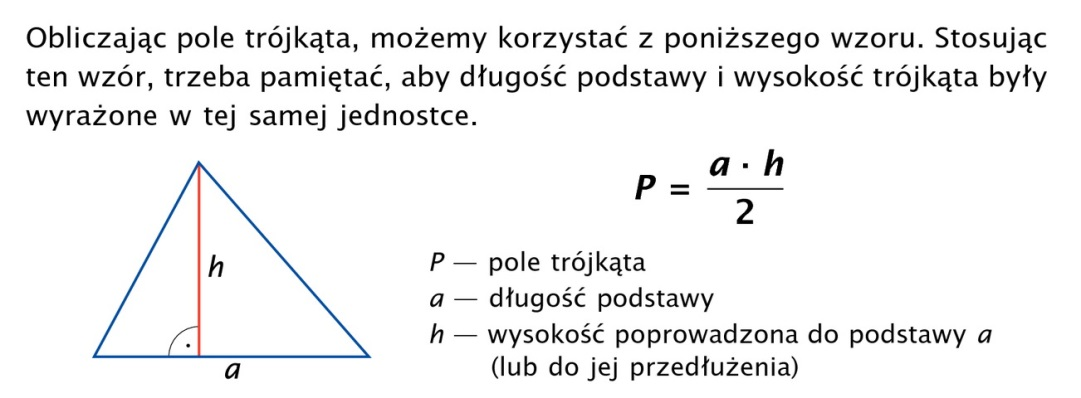 Obliczając pole trójkąta, możemy korzystać z poniższego wzoru. Stosując
ten wzór, trzeba pamiętać, aby długość podstawy i wysokość trójkąta były
wyrażone w tej samej jednostce.
h
a
P = a · h / 2
P — pole trójkąta
a — długość podstawy
h — wysokość poprowadzona do podstawy a
(lub do jej przedłużenia)